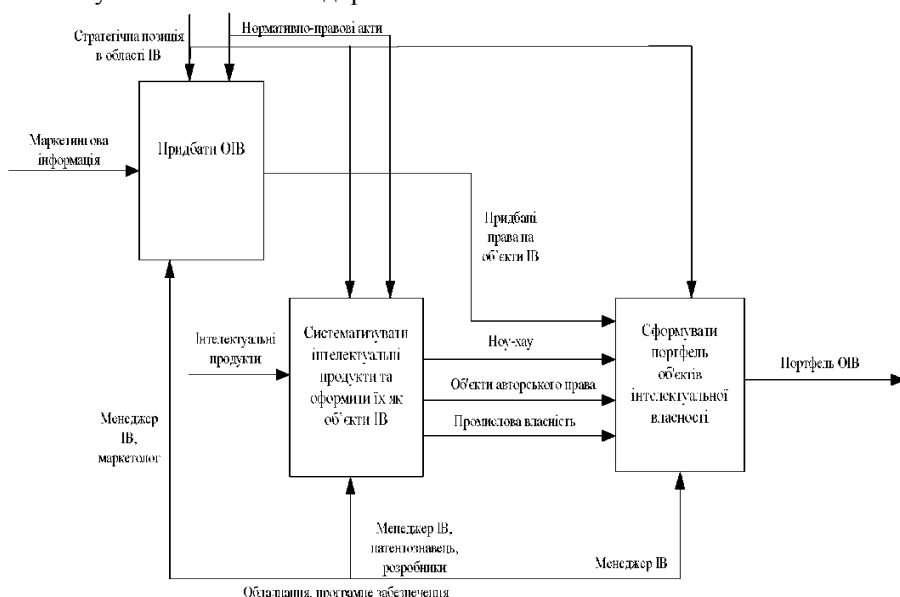 Стратегічна позиція
в області ІВ
Нормативно-правові акти
Маркетингова
інформація
Придбати ОІВ
Придбані
права на
об’єкти ІВ
Інтелектуальні
продукти
Систематизувати
інтелектуальні
продукти та
оформити їх як
об’єкти ІВ
Ноу-хау
Об'єкти авторського права
Промислова власність
Сформувати
портфель
об'єктів
інтелектуальної
власності
Портфель ОІВ
Менеджер
ІВ,
маркетолог
Менеджер ІВ,
патентознавець,
розробники
Менеджер ІВ
Обладнання, програмне забезпечення